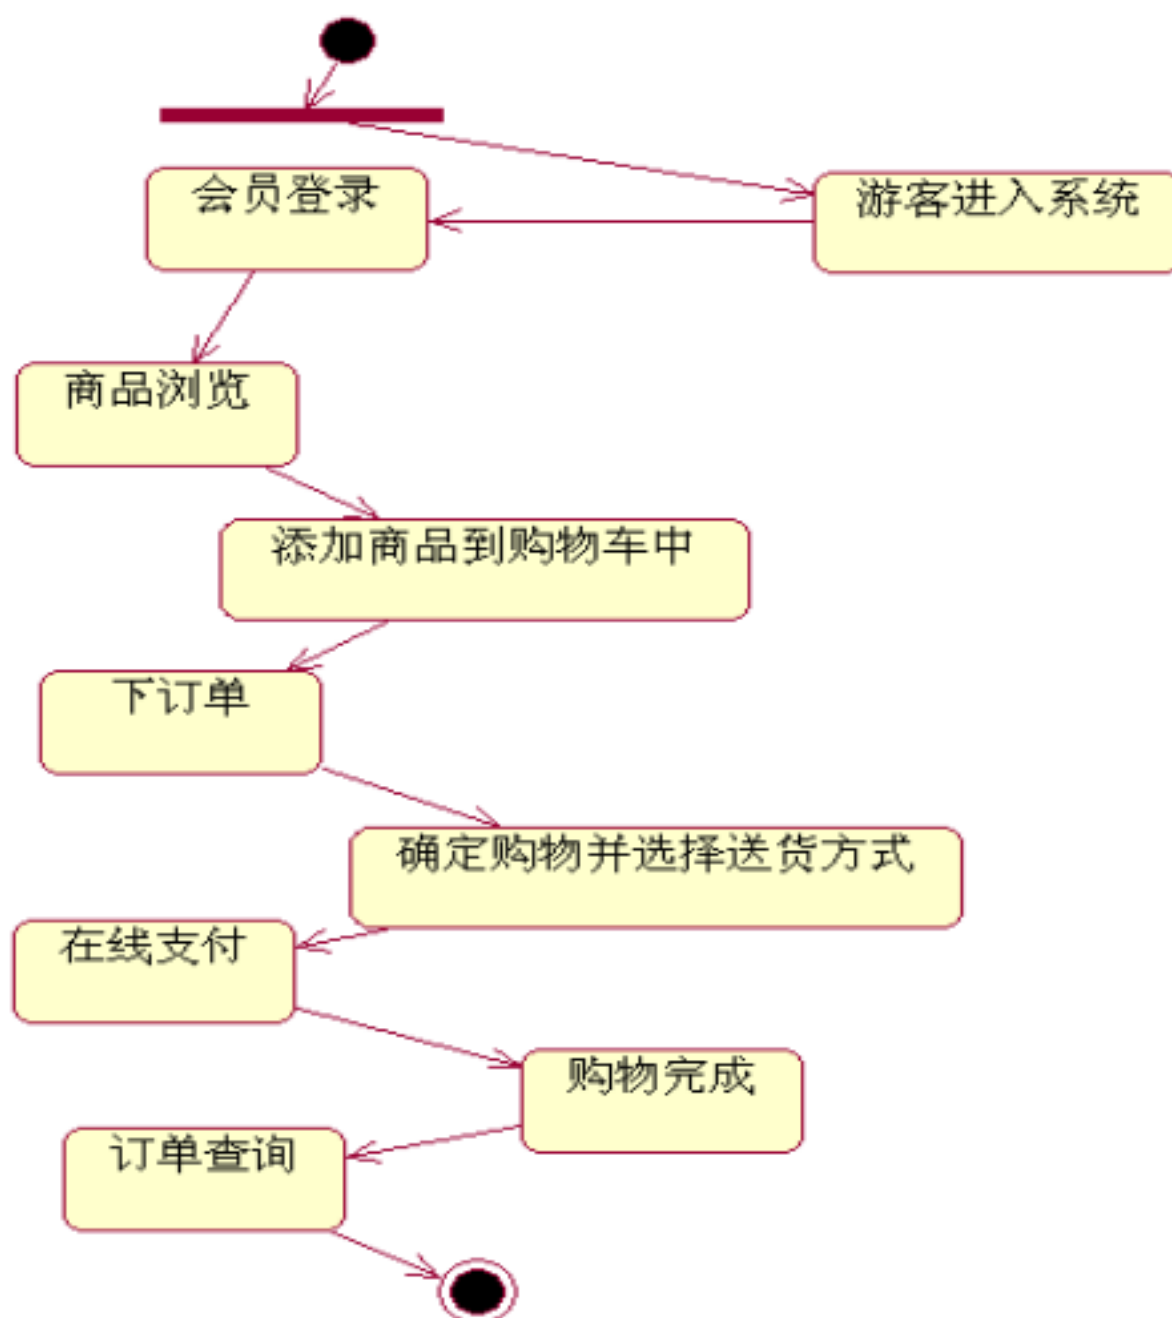 会员登录
游客进入系统
商品浏览
添加商品到购物车中
下订单
确定购物并选择送货方式
在线支付
购物完成
订单查询